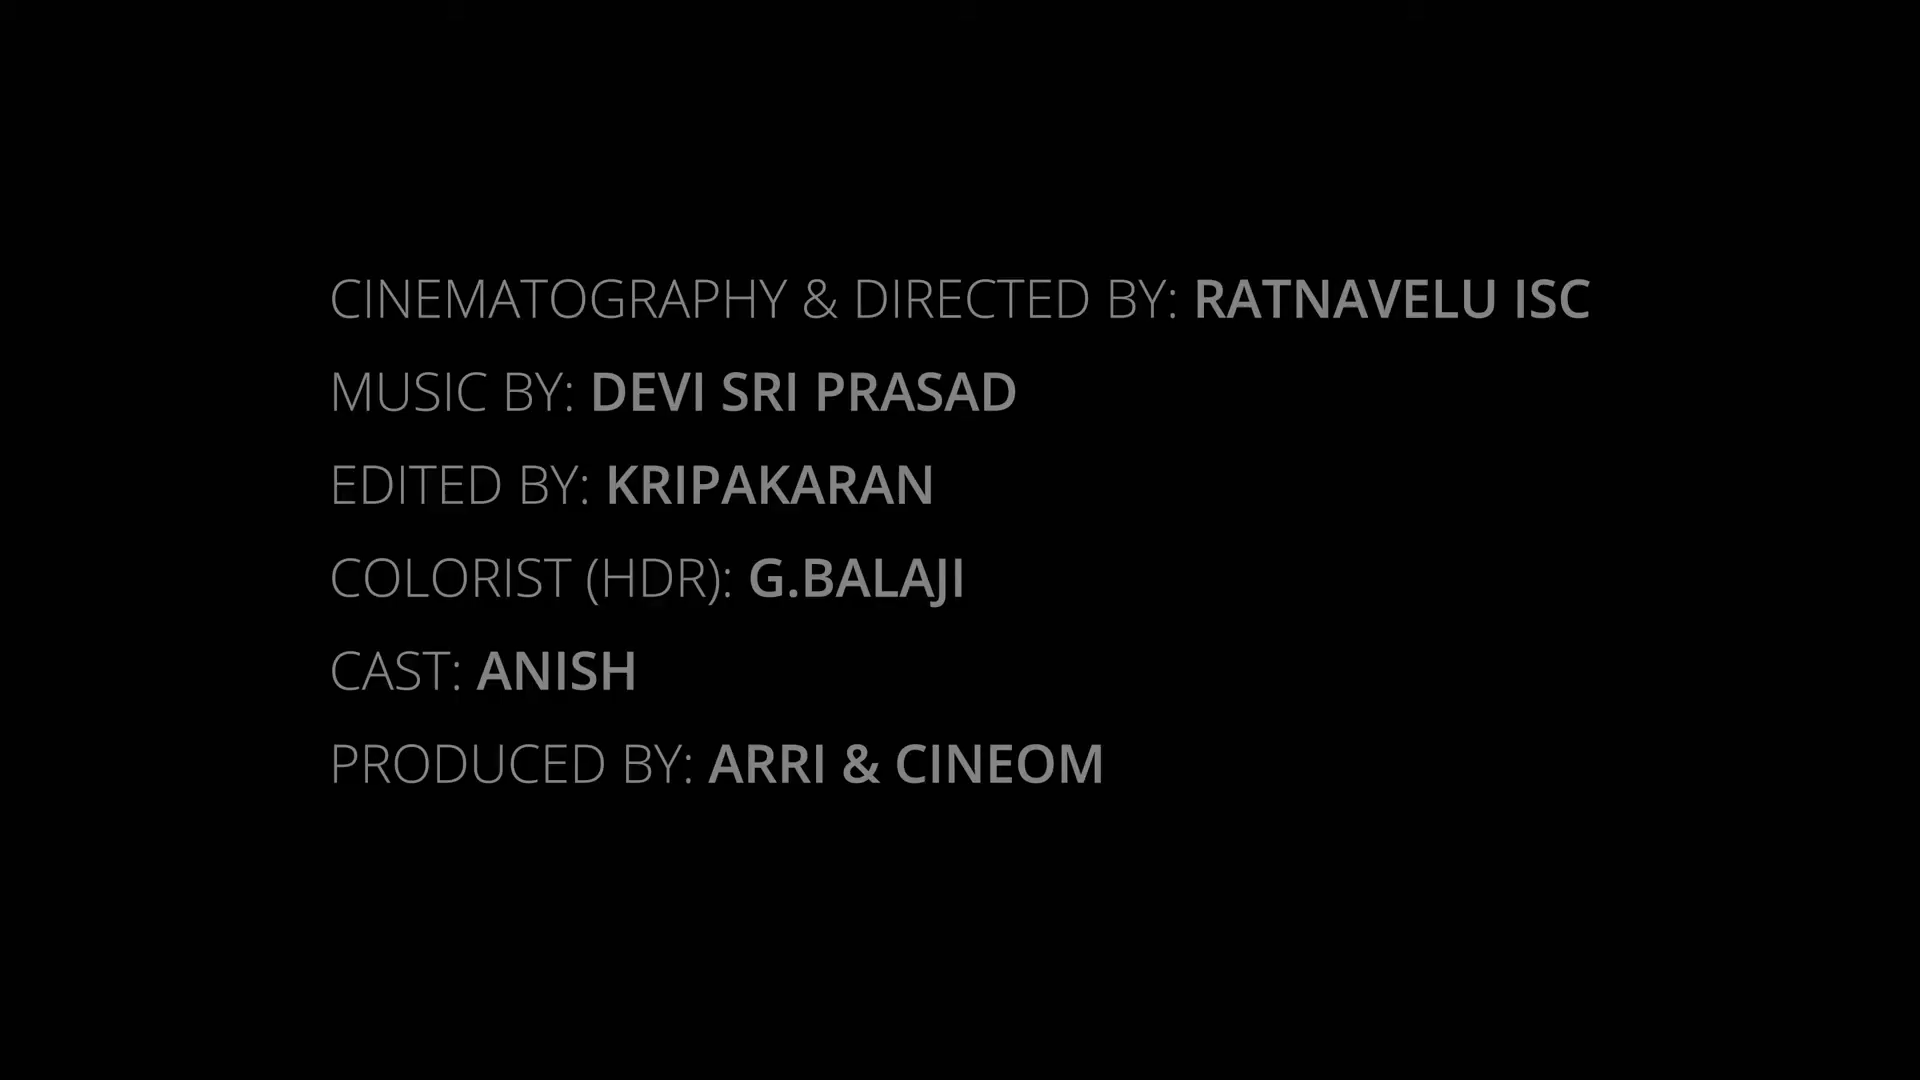 CINEMATOGRAPHY & DIRECTED BY: RATNAVELU ISC
MUSIC BY: DEVI SRI PRASAD
EDITED BY: KRIPAKARAN
COLORIST (HDR): G.BALAJI
CAST: ANISH
PRODUCED BY: ARRI & CINEOM